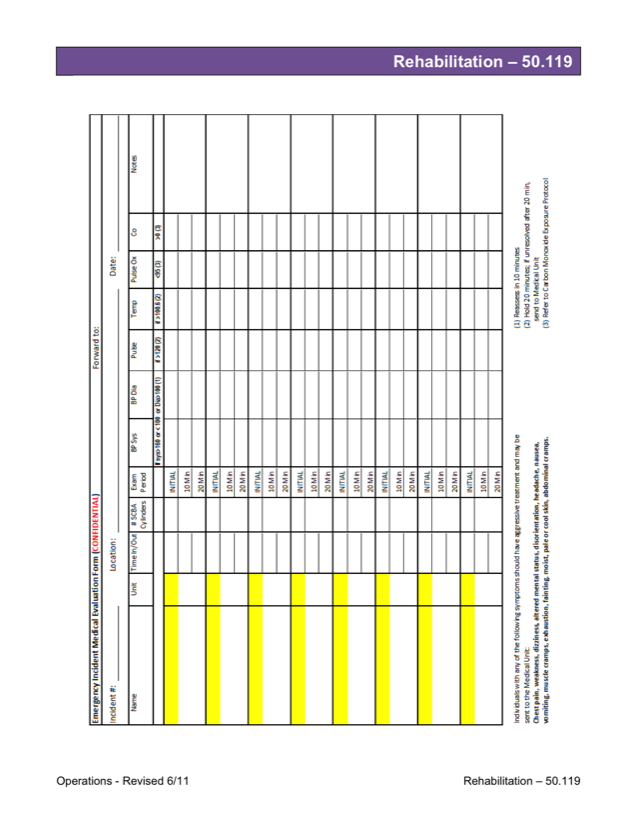 Rehabilitation – 50.119
Emergency Incident Medical Evaluation Form (CONFIDENTIAL) Forward to:
Incident #: Location: Date:
Name Unit Time In/Out # SCBA Cylinders Exam Period BP Sys BP Dia Pulse Temp Pulse Ox Co Notes
If sys>160 or <100 or Dia>100 (1) if >120 (2) if >100.6 (2) <95 (3) >8 (3)
INITIAL
10 Min
20 Min
INITIAL
10 Min
20 Min
INITIAL
10 Min
20 Min
INITIAL
10 Min
20 Min
INITIAL
10 Min
20 Min
INITIAL
10 Min
20 Min
INITIAL
10 Min
20 Min
INITIAL
10 Min
20 Min
Individuals with any of the following symptoms should have aggressive treatment and may be
sent to the Medical Unit:
Chest pain, weakness, dizziness, altered mental status, disorientation, headache, nausea,
vomiting, muscle cramps, exhaustion, fainting, moist, pale or cool skin, abdominal cramps.
(1) Reassess in 10 minutes
(2) Hold 20 minutes; if unresolved after 20 min,
send to Medical Unit
(3) Refer to Carbon Monoxide Exposure Protocol
Operations - Revised 6/11 Rehabilitation – 50.119